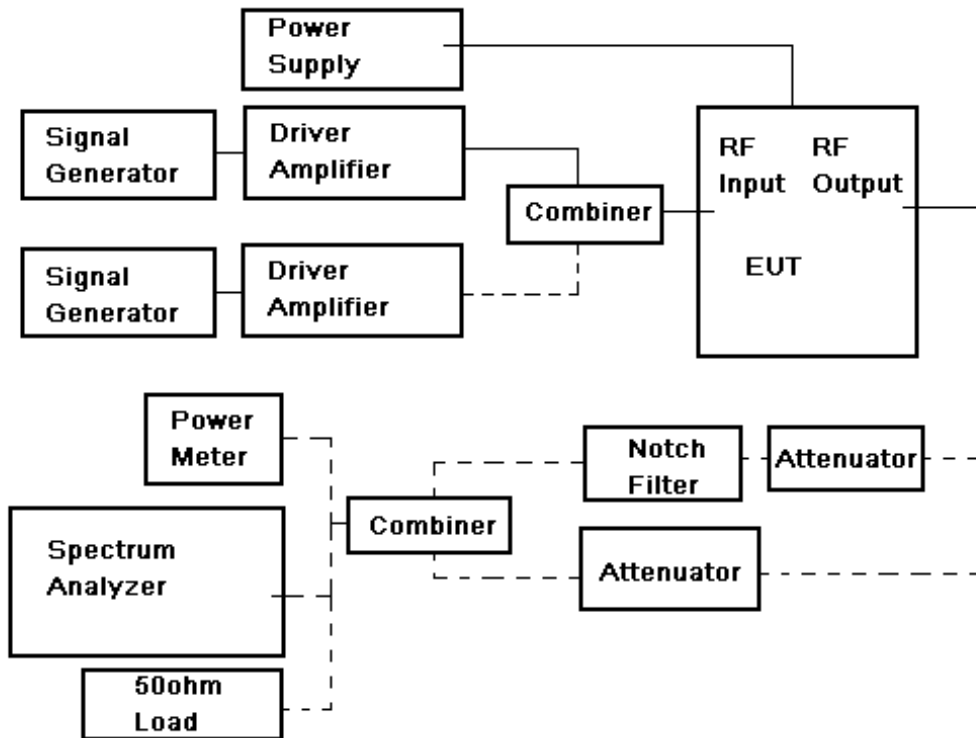 Power
Supply
Signal
Generator
Driver
Amplifier
Combiner
RF
Input
RF
Output
EUT
Signal
Generator
Driver
Amplifier
Power
Meter
Notch
Filter
Attenuator
Combiner
Attenuator
Spectrum
Analyzer
50ohm
Load